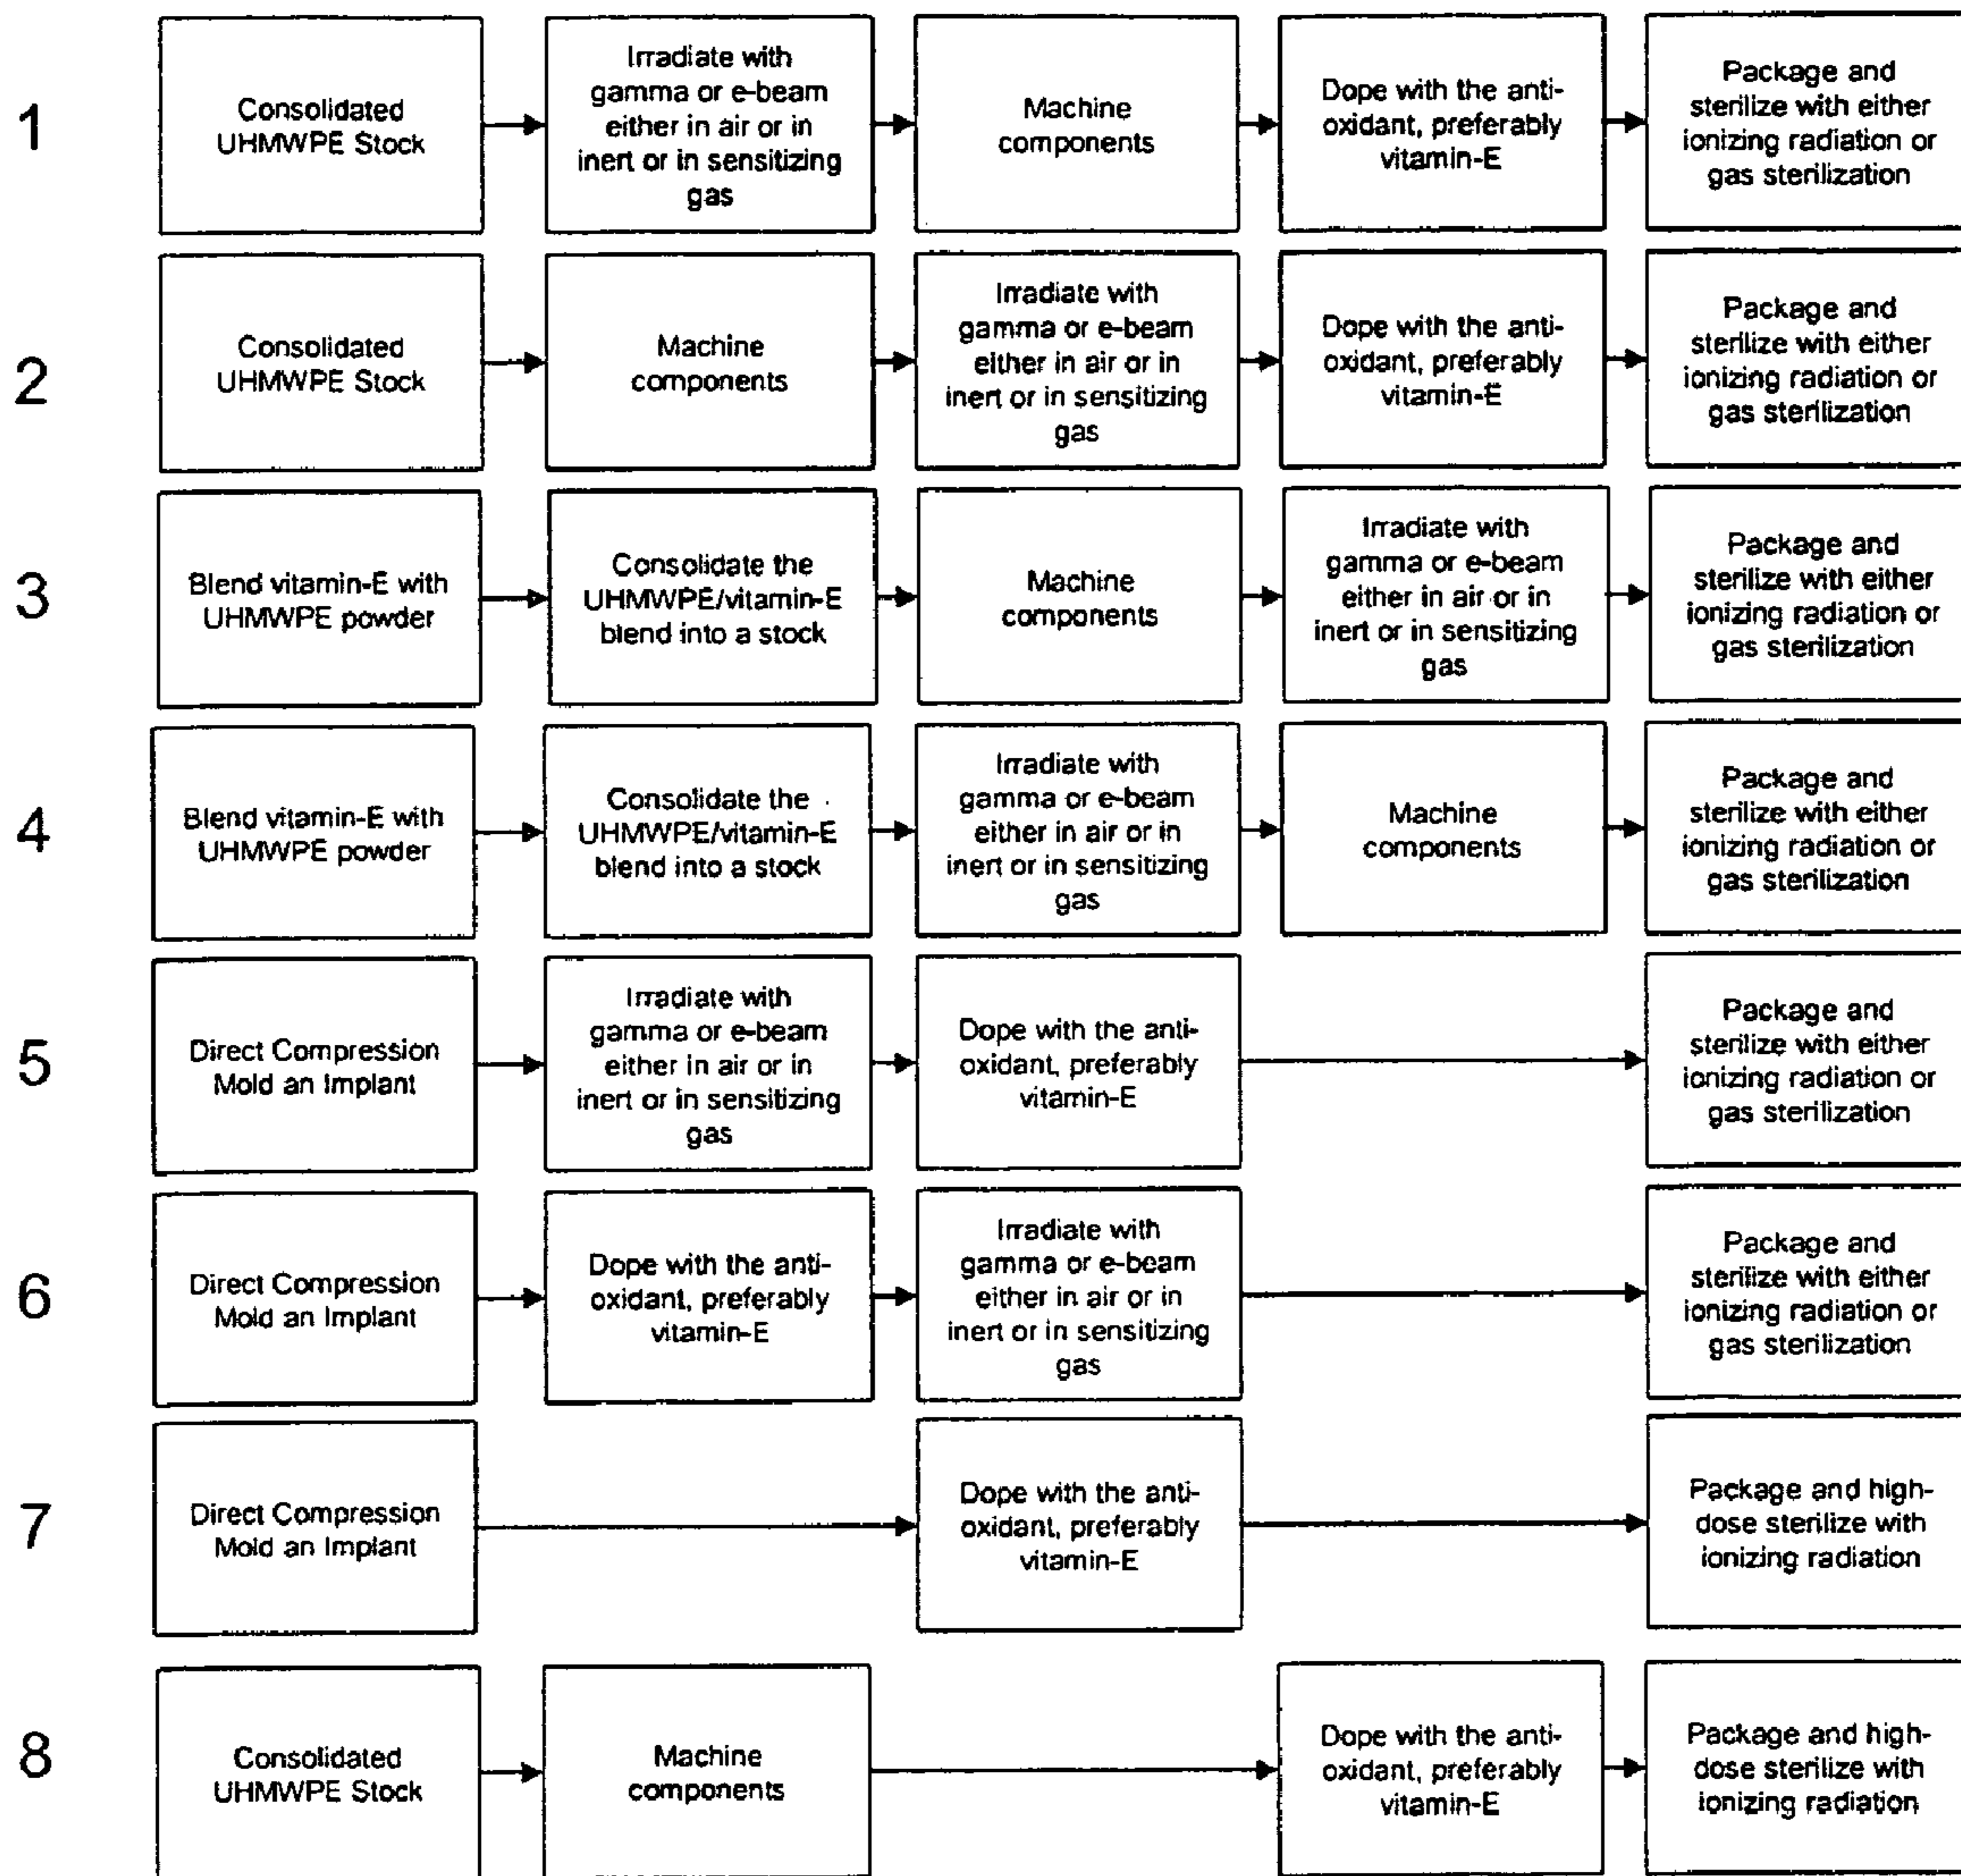 1
Consolidated
UHMWPE Stock
Irradiate with
gamma or e-beam
either in air or in
inert or in sensitizing
gas
Machine
components
Dope with the anti-
oxidant, preferably
vitamin-E
Package and
sterilize with either
ionizing radiation or
gas sterilization
2
Consolidated
UHMWPE Stock
Machine
components
Irradiate with
gamma or e-beam
either in air or in
inert or in sensitizing
gas
Dope with the anti-
oxidant, preferably
vitamin-E
Package and
sterilize with either
ionizing radiation or
gas sterilization
3
Blend vitamin-E with
UHMWPE powder
Consolidate the
UHMWPE/vitamin-E
blend into a stock
Machine
components
Irradiate with
gamma or e-beam
either in air or in
inert or in sensitizing
gas
Package and
sterilize with either
ionizing radiation or
gas sterilization
4
Blend vitamin-E with
UHMWPE powder
Consolidate the
UHMWPE/vitamin-E
blend into a stock
Irradiate with
gamma or e-beam
either in air or in
inert or in sensitizing
gas
Machine
components
Package and
sterilize with either
ionizing radiation or
gas sterilization
5
Direct Compression
Mold an Implant
Irradiate with
gamma or e-beam
either in air or in
inert or in sensitizing
gas
Dope with the anti-
oxidant, preferably
vitamin-E
Package and
sterilize with either
ionizing radiation or
gas sterilization
6
Direct Compression
Mold an Implant
Dope with the anti-
oxidant, preferably
vitamin-E
Irradiate with
gamma or e-beam
either in air or in
inert or in sensitizing
gas
Package and
sterilize with either
ionizing radiation or
gas sterilization
7
Direct Compression
Mold an Implant
Dope with the anti-
oxidant, preferably
vitamin-E
Package and high-
dose sterilize with
ionizing radiation
8
Consolidated
UHMWPE Stock
Machine
components
Dope with the anti-
oxidant, preferably
vitamin-E
Package and high-
dose sterilize with
ionizing radiation